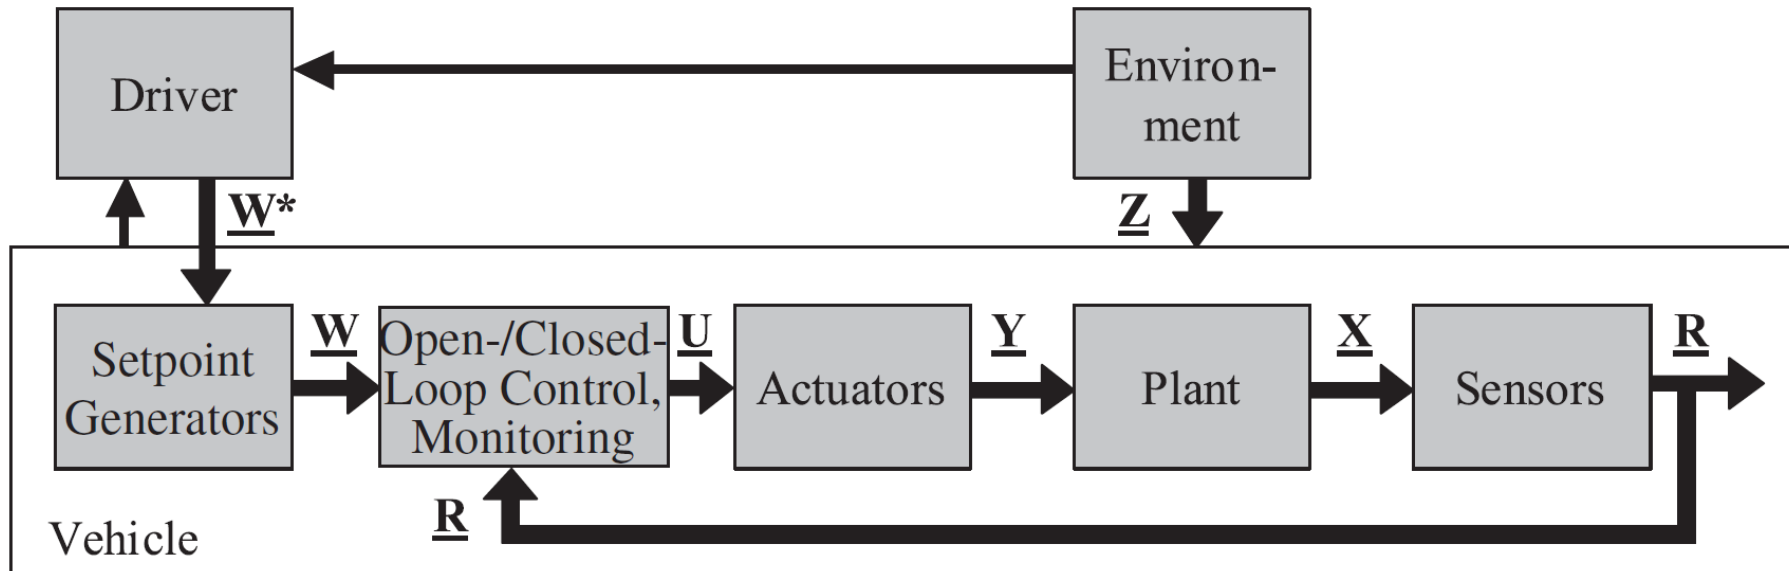 Driver
Environ-
ment
W*
Z
Setpoint
Generators
W
Open-/Closed-
Loop Control,
Monitoring
U
Actuators
Y
Plant
X
Sensors
R
R
Vehicle